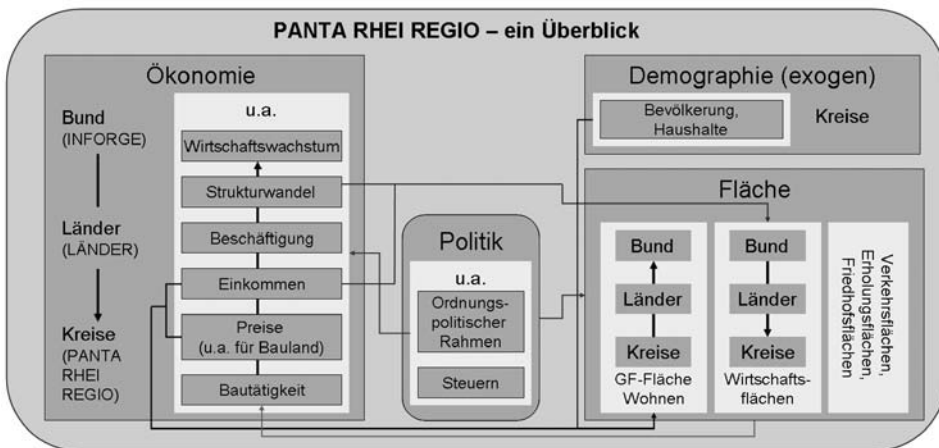 PANTA RHEI REGIO – ein Überblick
Ökonomie
Bund
(INFORGE)
Länder
(LÄNDER)
Kreise
(PANTA
RHEI
REGIO)
u.a.
Wirtschaftswachstum
Strukturwandel
Beschäftigung
Einkommen
Preise
(u.a. für Bauland)
Bautätigkeit
Politik
u.a.
Ordnungs-
politischer
Rahmen
Steuern
Demographie (exogen)
Bevölkerung,
Haushalte
Kreise
Fläche
Bund
Länder
Kreise
GF-Fläche
Wohnen
Bund
Länder
Kreise
Wirtschafts-
flächen
Verkehrsflächen,
Erholungsflächen,
Friedhofsflächen